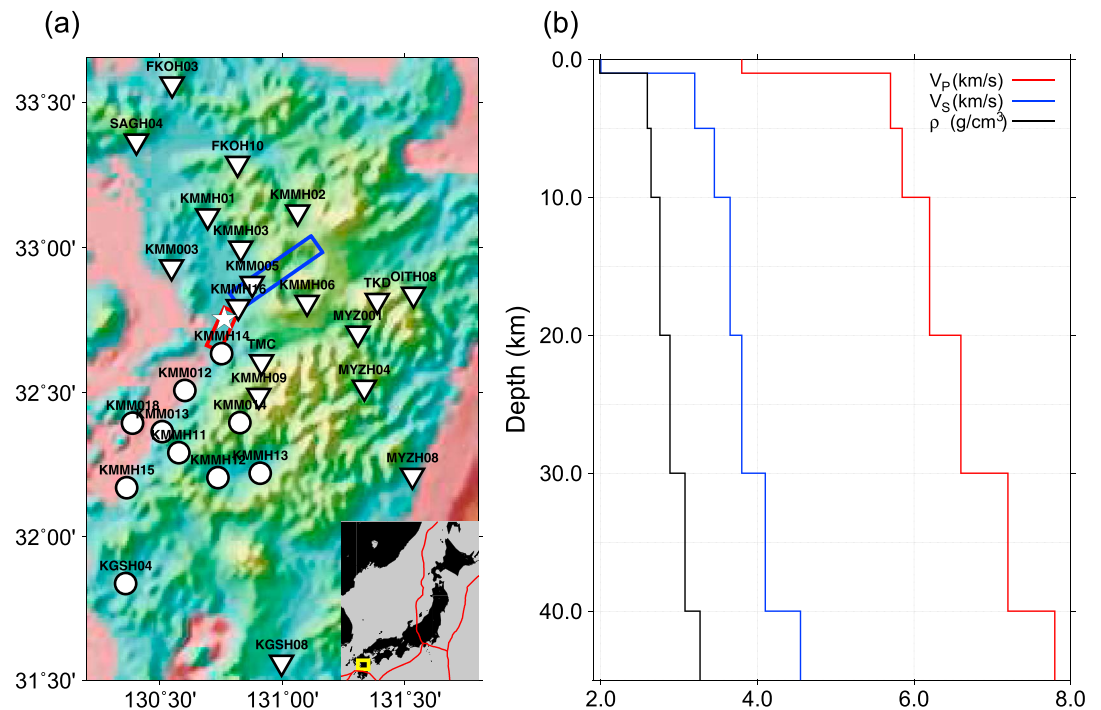 (a)
(b)
FKOH03
33°30'
SAGH04
FKOH10
KMMH01
KMMH02
KMMH03
33°00'
KMM003
KMM005
KMMH16
KMMH06
TKD
OITH08
MYZ001
KMMH14
TMC
32°30'
KMM012
KMMH09
MYZH04
KMM018
KMM013
KMM014
KMMH11
KMMH12
KMMH13
KMMH15
MYZH08
32°00'
KGSH04
KGSH08
31°30'
130°30'
131°00'
131°30'
0.0
10.0
20.0
30.0
40.0
Depth (km)
VP(km/s)
VS(km/s)
ρ (g/cm³)
2.0
4.0
6.0
8.0